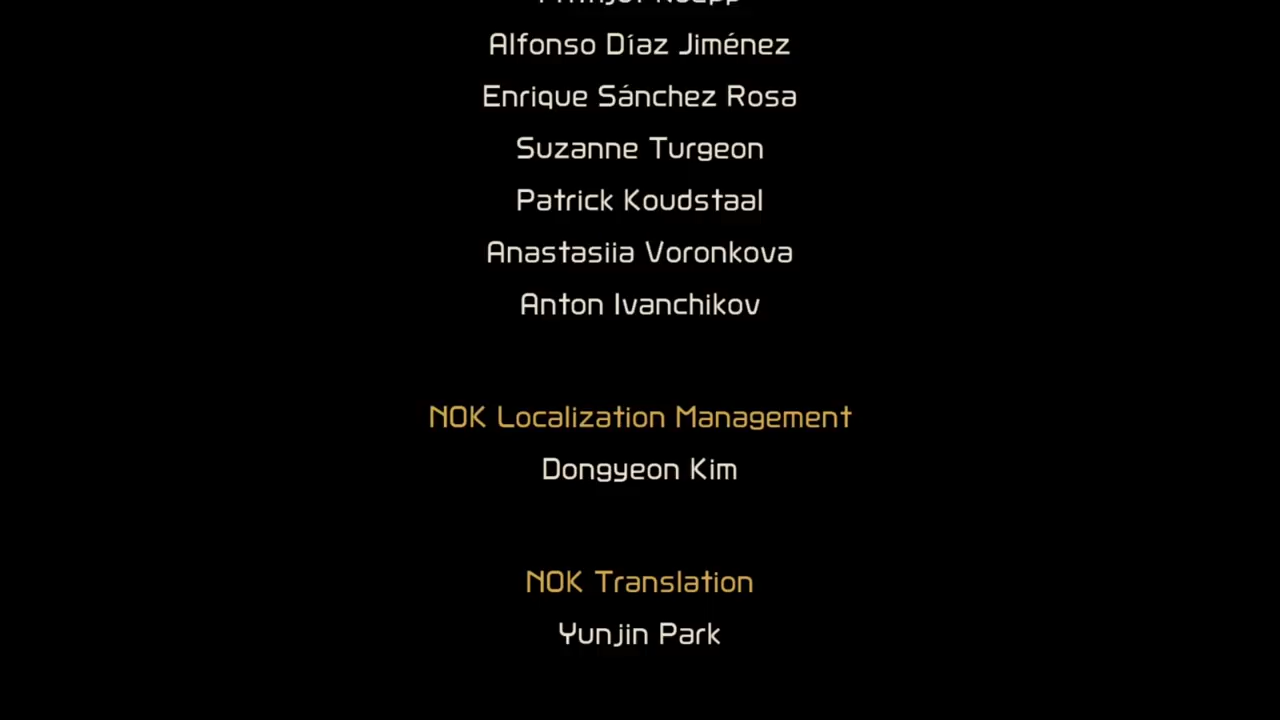 Alfonso Díaz Jiménez
Enrique Sánchez Rosa
Suzanne Turgeon
Patrick Koudstaal
Anastasiia Voronkova
Anton Ivanchikov
NOK Localization Management
Dongyeon Kim
NOK Translation
Yunjin Park